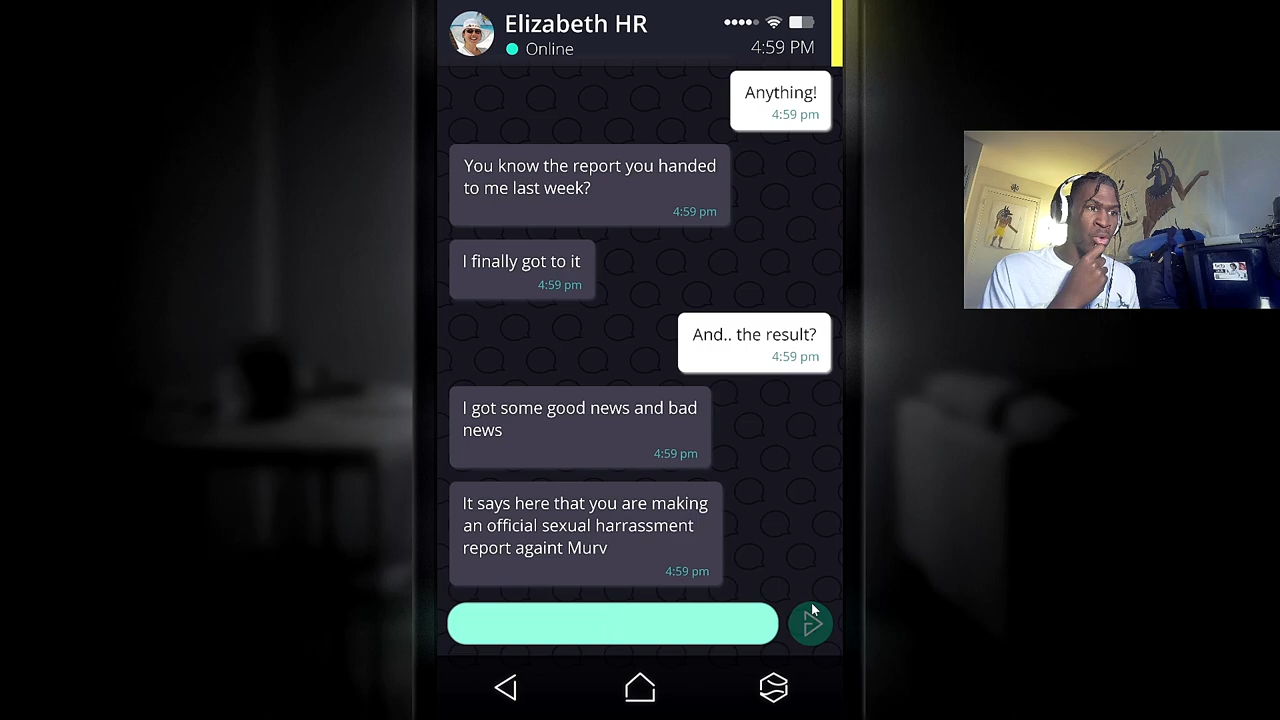 Elizabeth HR
Online
4:59 PM
Anything!
4:59 pm
You know the report you handed
to me last week?
4:59 pm
I finally got to it
4:59 pm
And.. the result?
4:59 pm
I got some good news and bad
news
4:59 pm
It says here that you are making
an official sexual harrassment
report againt Murv
4:59 pm